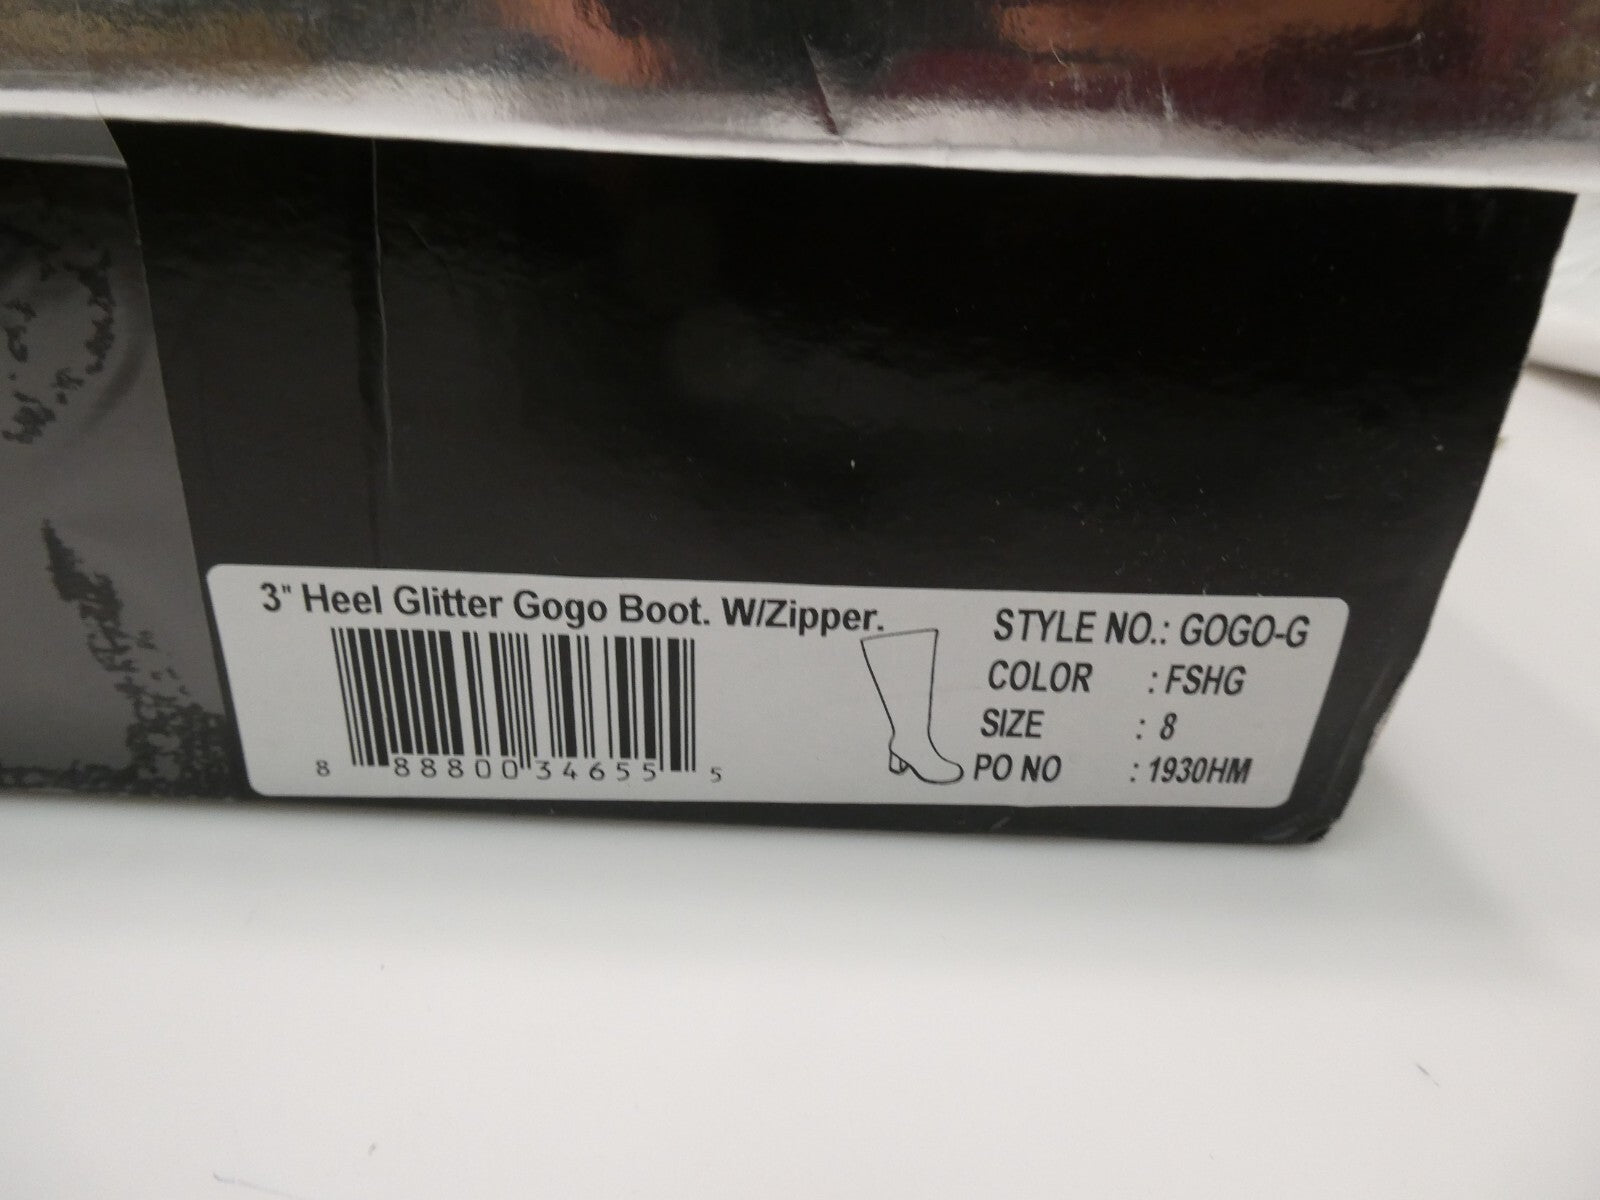 3" Heel Glitter Gogo Boot. W/Zipper.
8 88800 34655 5
STYLE NO.: GOGO-G
COLOR : FSHG
SIZE : 8
PO NO : 1930HM